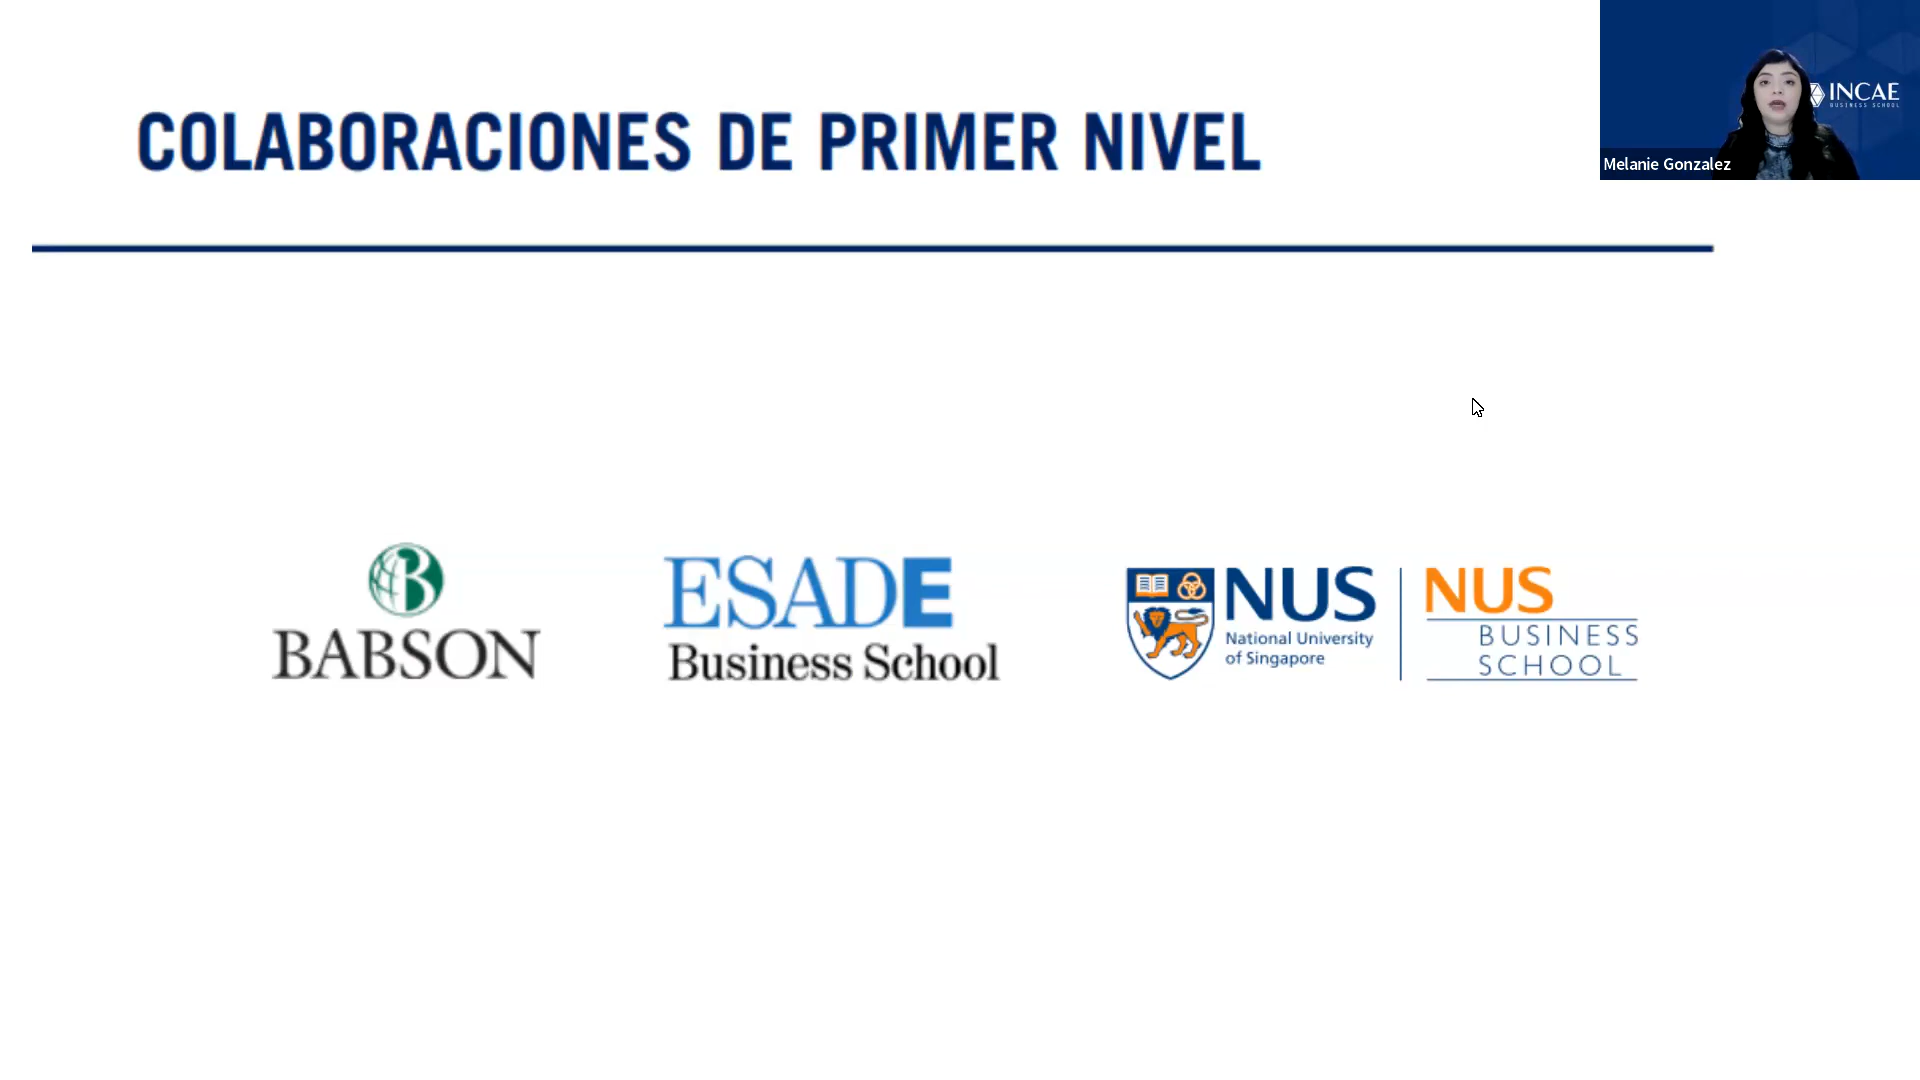 COLABORACIONES DE PRIMER NIVEL
INCAE
BUSINESS SCHOOL
Melanie Gonzalez
BABSON
ESADE
Business School
NUS
National University
of Singapore
NUS
BUSINESS
SCHOOL